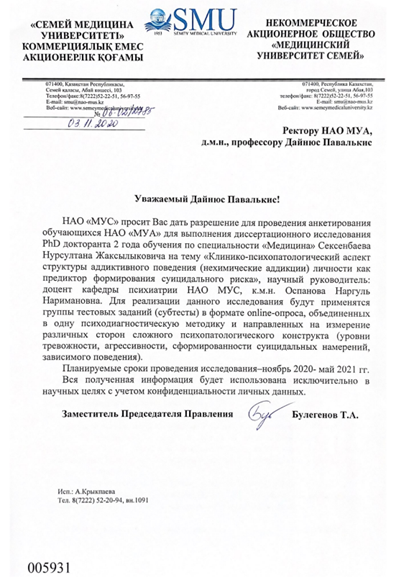 «СЕМЕЙ МЕДИЦИНА
УНИВЕРСИТЕТІ»
КОММЕРЦИЯЛЫҚ ЕМЕС
АКЦИОНЕРЛІК ҚОҒАМЫ
SMU
SEMEY MEDICAL UNIVERSITY
НЕКОММЕРЧЕСКОЕ
АКЦИОНЕРНОЕ ОБЩЕСТВО
«МЕДИЦИНСКИЙ
УНИВЕРСИТЕТ СЕМЕЙ»
071400, Қазақстан Республикасы,
Семей қаласы, Абай көшесі, 103
Телефон/факс:8(7222)52-22-51, 56-97-55
E-mail: smu@nao-mus.kz
Веб-сайт: www.semeymedicaluniversity.kz
071400, Республика Казахстан,
город Семей, улица Абая,103
Телефон/факс: 8(7222)52-22-51, 56-97-55
E-mail: smu@nao-mus.kz
Веб-сайт: www.semeymedicaluniversity.kz
03.11.2020
Ректору НАО МУА,
д.м.н., профессору Дайнюс Павалькис
Уважаемый Дайнюс Павалькис!
НАО «МУС» просит Вас дать разрешение для проведения анкетирования
обучающихся НАО «МУА» для выполнения диссертационного исследования
PhD докторанта 2 года обучения по специальности «Медицина» Сексенбаева
Нурсултана Жаксылыковича на тему «Клинико-психопатологический аспект
структуры аддиктивного поведения (нехимические аддикции) личности как
предиктор формирования суицидального риска», научный руководитель:
доцент кафедры психиатрии НАО МУС, к.м.н. Оспанова Наргуль
Наримановна. Для реализации данного исследования будут применятся
группы тестовых заданий (субтесты) в формате online-опроса, объединенных
в одну психодиагностическую методику и направленных на измерение
различных сторон сложного психопатологического конструкта (уровни
тревожности, агрессивности, сформированности суицидальных намерений,
зависимого поведения).
Планируемые сроки проведения исследования–ноябрь 2020- май 2021 гг.
Вся полученная информация будет использована исключительно в
научных целях с учетом конфиденциальности личных данных.
Заместитель Председателя Правления Булегенов Т.А.
Исп.: А.Крыкпаева
Тел. 8(7222) 52-20-94, вн.1091
005931